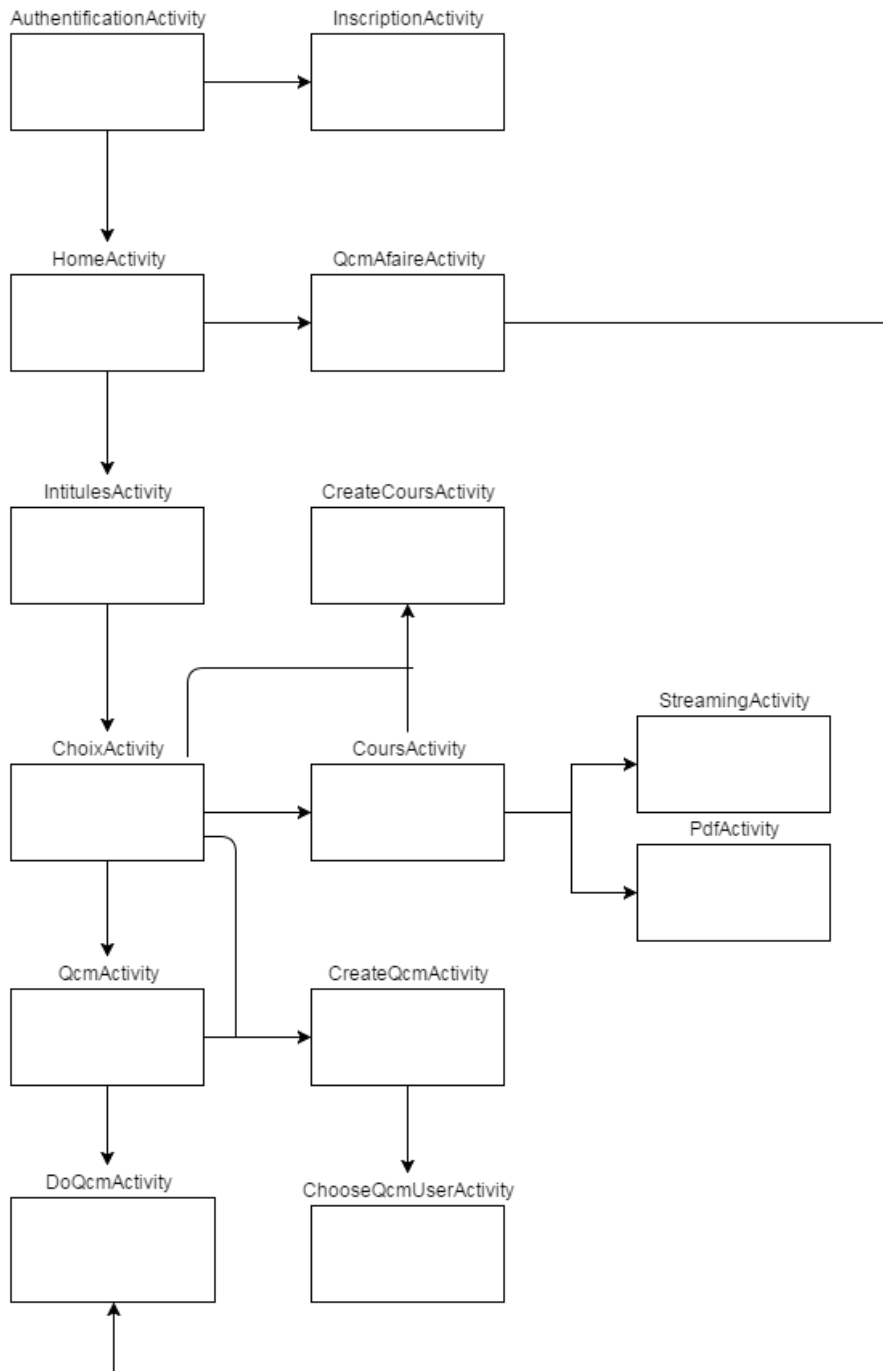 AuthentificationActivity
InscriptionActivity
HomeActivity
QcmAfaireActivity
IntitulesActivity
CreateCoursActivity
StreamingActivity
ChoixActivity
CoursActivity
PdfActivity
QcmActivity
CreateQcmActivity
DoQcmActivity
ChooseQcmUserActivity